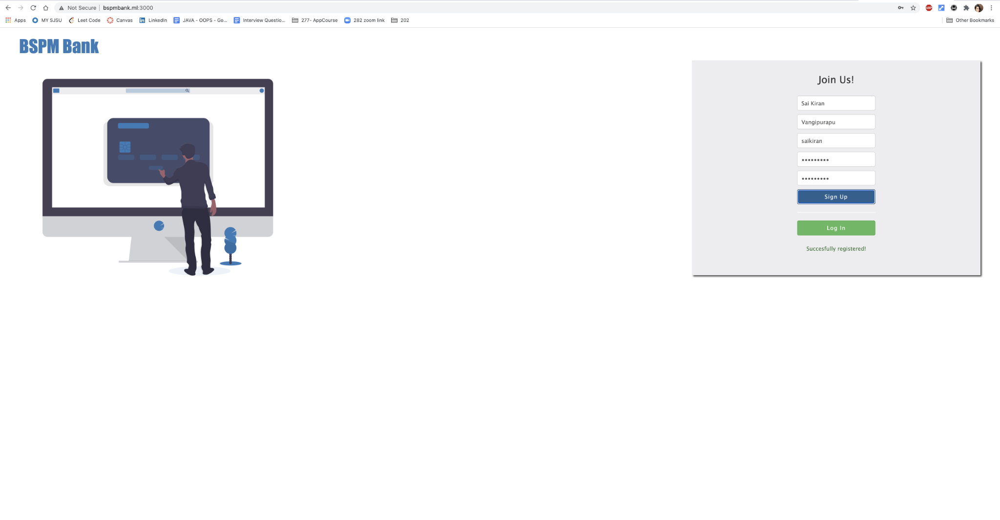 Not Secure bspmbank.ml:3000
ABP
Apps MY SJSU Leet Code Canvas LinkedIn JAVA - OOPS - Go... Interview Questio... 277- AppCourse 282 zoom link 202 Other Bookmarks
BSPM Bank
Join Us!
Sai Kiran
Vangipurapu
saikiran
•••••••••
•••••••••
Sign Up
Log In
Succesfully registered!